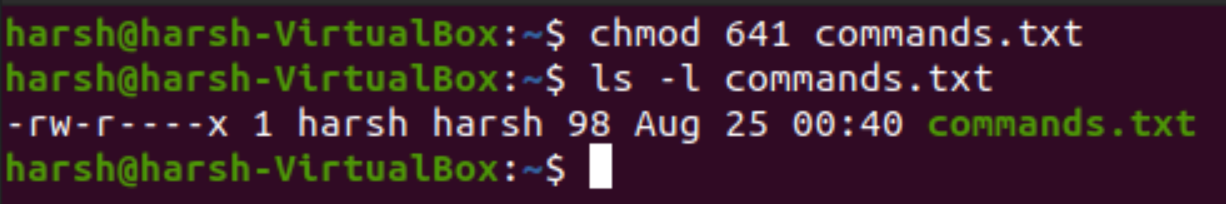 harsh@harsh-VirtualBox:~$ chmod 641 commands.txt
harsh@harsh-VirtualBox:~$ ls -l commands.txt
-rw-r----x 1 harsh harsh 98 Aug 25 00:40 commands.txt
harsh@harsh-VirtualBox:~$